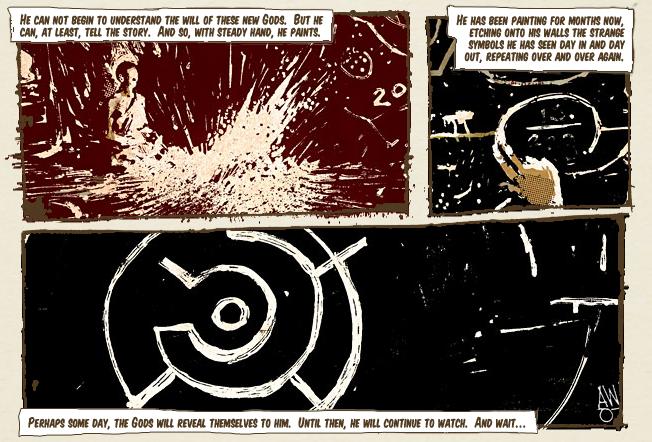 HE CAN NOT BEGIN TO UNDERSTAND THE WILL OF THESE NEW GODS. BUT HE
CAN, AT LEAST, TELL THE STORY. AND SO, WITH STEADY HAND, HE PAINTS.
HE HAS BEEN PAINTING FOR MONTHS NOW,
ETCHING ONTO HIS WALLS THE STRANGE
SYMBOLS HE HAS SEEN DAY IN AND DAY
OUT, REPEATING OVER AND OVER AGAIN.
20
PERHAPS SOME DAY, THE GODS WILL REVEAL THEMSELVES TO HIM. UNTIL THEN, HE WILL CONTINUE TO WATCH. AND WAIT...
AW